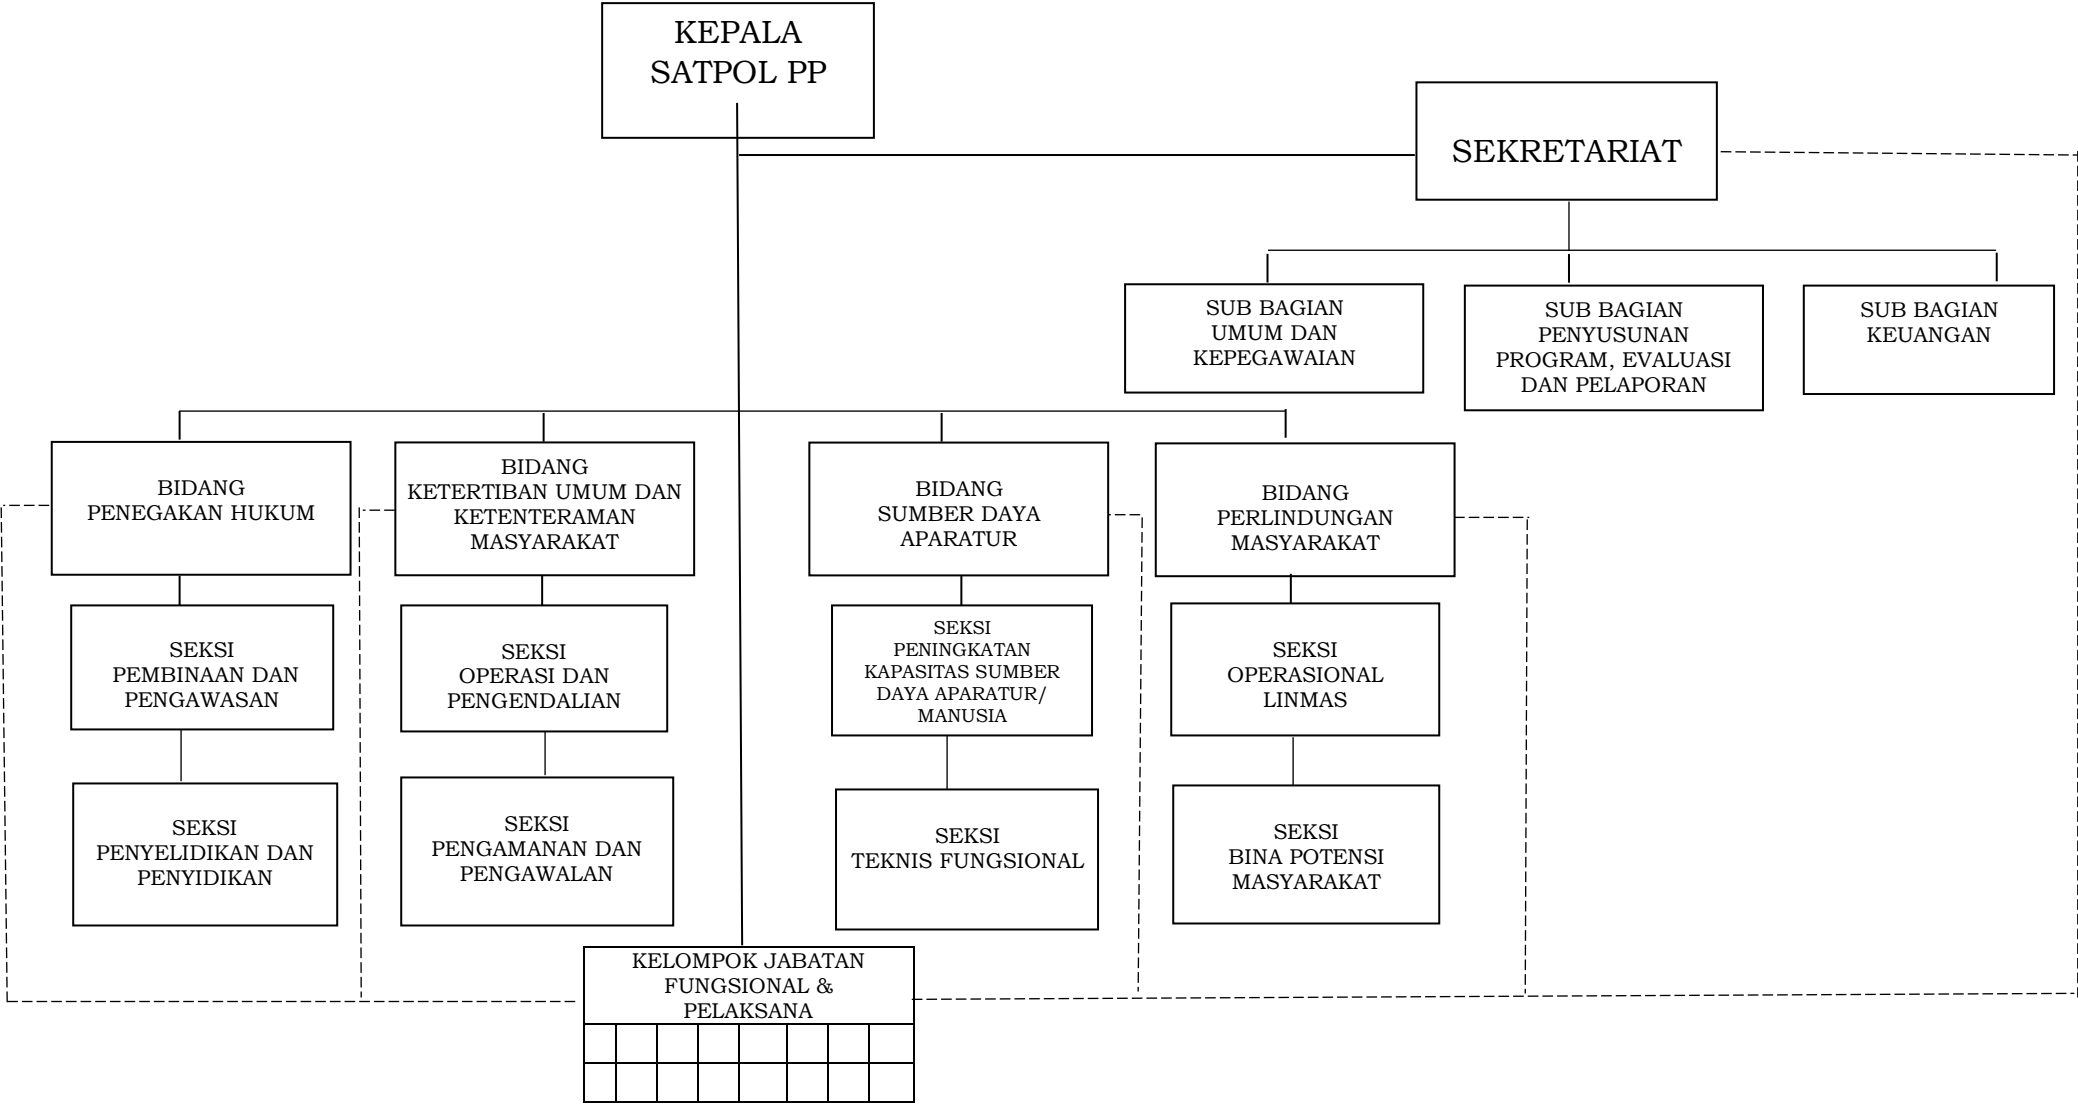 KEPALA
SATPOL PP
SEKRETARIAT
SUB BAGIAN
UMUM DAN
KEPEGAWAIAN
SUB BAGIAN
PENYUSUNAN
PROGRAM, EVALUASI
DAN PELAPORAN
SUB BAGIAN
KEUANGAN
BIDANG
PENEGAKAN HUKUM
BIDANG
KETERTIBAN UMUM DAN
KETENTERAMAN
MASYARAKAT
BIDANG
SUMBER DAYA
APARATUR
BIDANG
PERLINDUNGAN
MASYARAKAT
SEKSI
PEMBINAAN DAN
PENGAWASAN
SEKSI
OPERASI DAN
PENGENDALIAN
SEKSI
PENINGKATAN
KAPASITAS SUMBER
DAYA APARATUR/
MANUSIA
SEKSI
OPERASIONAL
LINMAS
SEKSI
PENYELIDIKAN DAN
PENYIDIKAN
SEKSI
PENGAMANAN DAN
PENGAWALAN
SEKSI
TEKNIS FUNGSIONAL
SEKSI
BINA POTENSI
MASYARAKAT
KELOMPOK JABATAN
FUNGSIONAL &
PELAKSANA